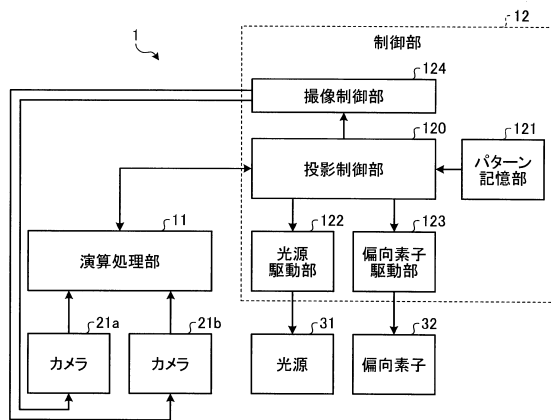 1
12
制御部
124
撮像制御部
120
投影制御部
121
パターン
記憶部
11
演算処理部
122
光源
駆動部
123
偏向素子
駆動部
21a
カメラ
21b
カメラ
31
光源
32
偏向素子